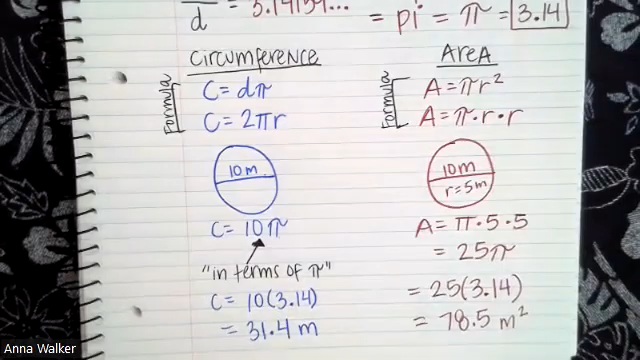 C/d = 3.14159...
= pi = π = 3.14
Circumference
Formula
C = dπ
C = 2πr
10m
C = 10π
"in terms of π"
C = 10(3.14)
= 31.4 m
AreA
Formula
A = πr²
A = π·r·r
10m
r = 5m
A = π·5·5
= 25π
= 25(3.14)
= 78.5 m²
Anna Walker